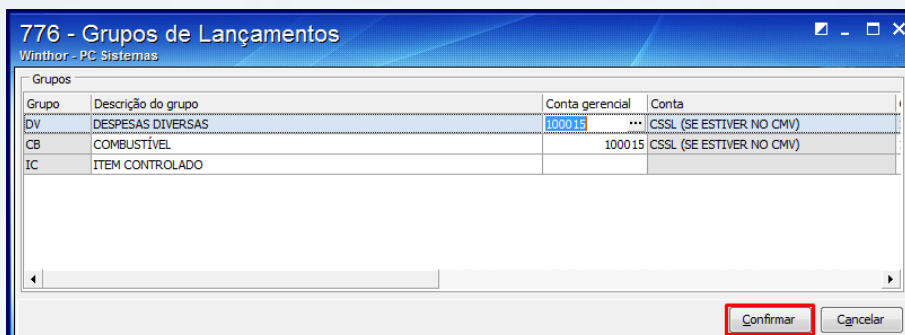 776 - Grupos de Lançamentos
Winthor - PC Sistemas
Grupos
Grupo Descrição do grupo Conta gerencial Conta
DV DESPESAS DIVERSAS 100015 ... CSSL (SE ESTIVER NO CMV)
CB COMBUSTÍVEL 100015 CSSL (SE ESTIVER NO CMV)
IC ITEM CONTROLADO
Confirmar Cancelar